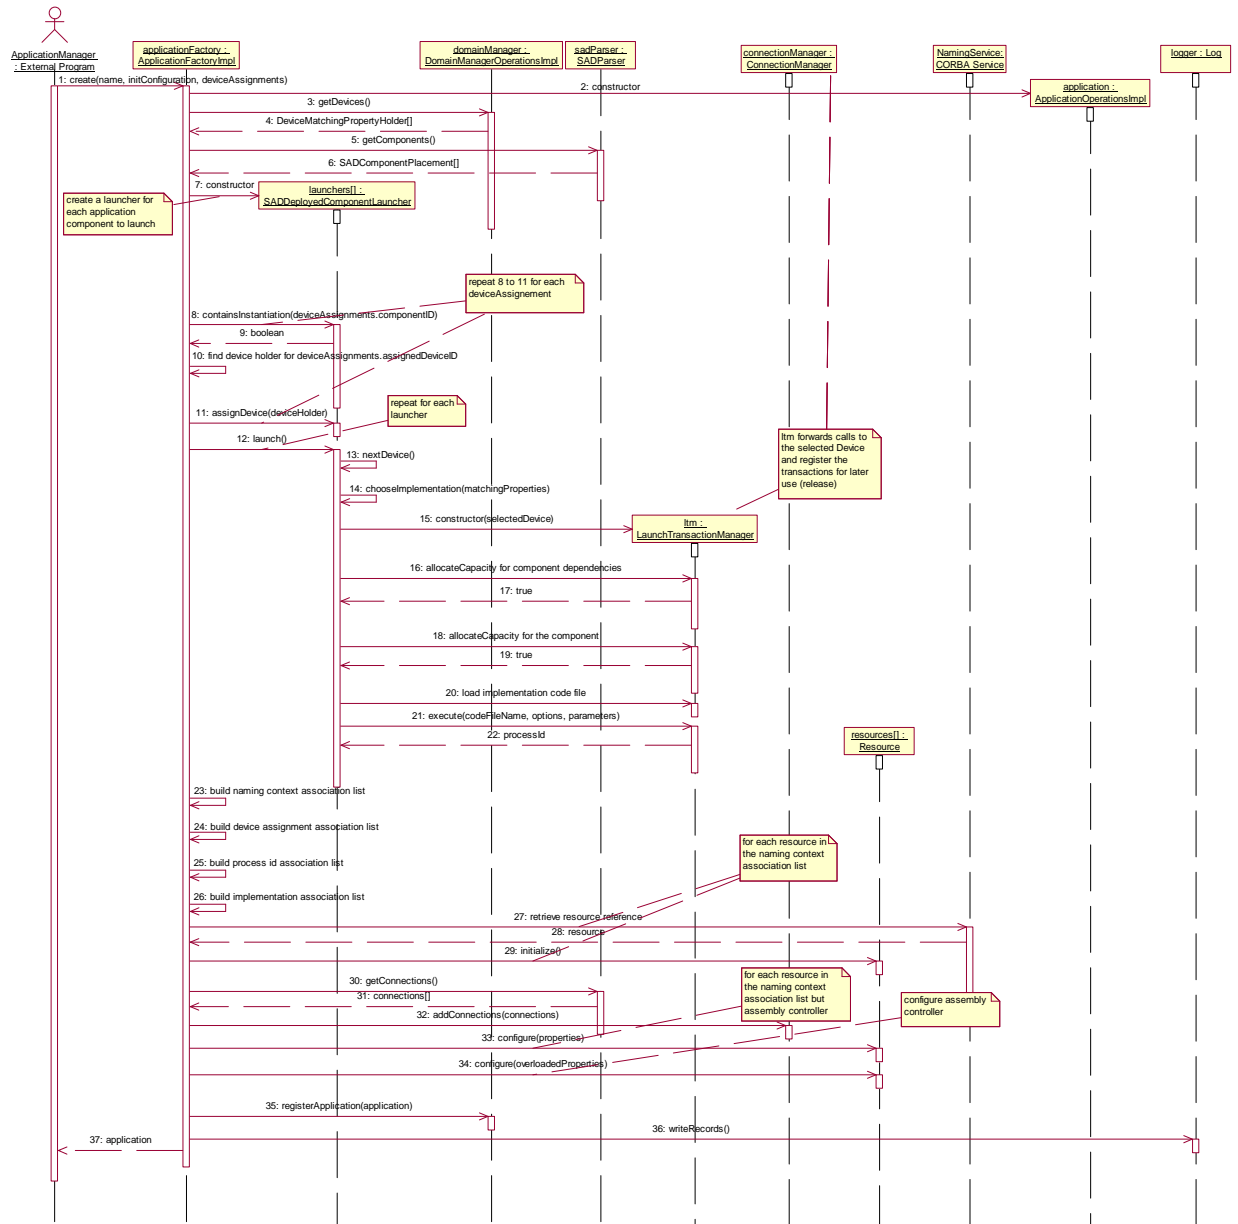 ApplicationManager
: External Program
applicationFactory :
ApplicationFactoryImpl
domainManager :
DomainManagerOperationsImpl
sadParser :
SADParser
connectionManager :
ConnectionManager
NamingService:
CORBA Service
logger : Log
1: create(name, initConfiguration, deviceAssignments)
2: constructor
application :
ApplicationOperationsImpl
3: getDevices()
4: DeviceMatchingPropertyHolder[]
5: getComponents()
6: SADComponentPlacement[]
7: constructor
launchers[] :
SADDeployedComponentLauncher
create a launcher for
each application
component to launch
repeat 8 to 11 for each
deviceAssignement
8: containsInstantiation(deviceAssignments.componentID)
9: boolean
10: find device holder for deviceAssignments.assignedDeviceID
repeat for each
launcher
11: assignDevice(deviceHolder)
12: launch()
ltm forwards calls to
the selected Device
and register the
transactions for later
use (release)
13: nextDevice()
14: chooseImplementation(matchingProperties)
15: constructor(selectedDevice)
ltm :
LaunchTransactionManager
16: allocateCapacity for component dependencies
17: true
18: allocateCapacity for the component
19: true
20: load implementation code file
21: execute(codeFileName, options, parameters)
22: processId
resources[] :
Resource
23: build naming context association list
24: build device assignment association list
for each resource in
the naming context
association list
25: build process id association list
26: build implementation association list
27: retrieve resource reference
28: resource
29: initialize()
30: getConnections()
31: connections[]
32: addConnections(connections)
for each resource in
the naming context
association list but
assembly controller
configure assembly
controller
33: configure(properties)
34: configure(overloadedProperties)
35: registerApplication(application)
36: writeRecords()
37: application